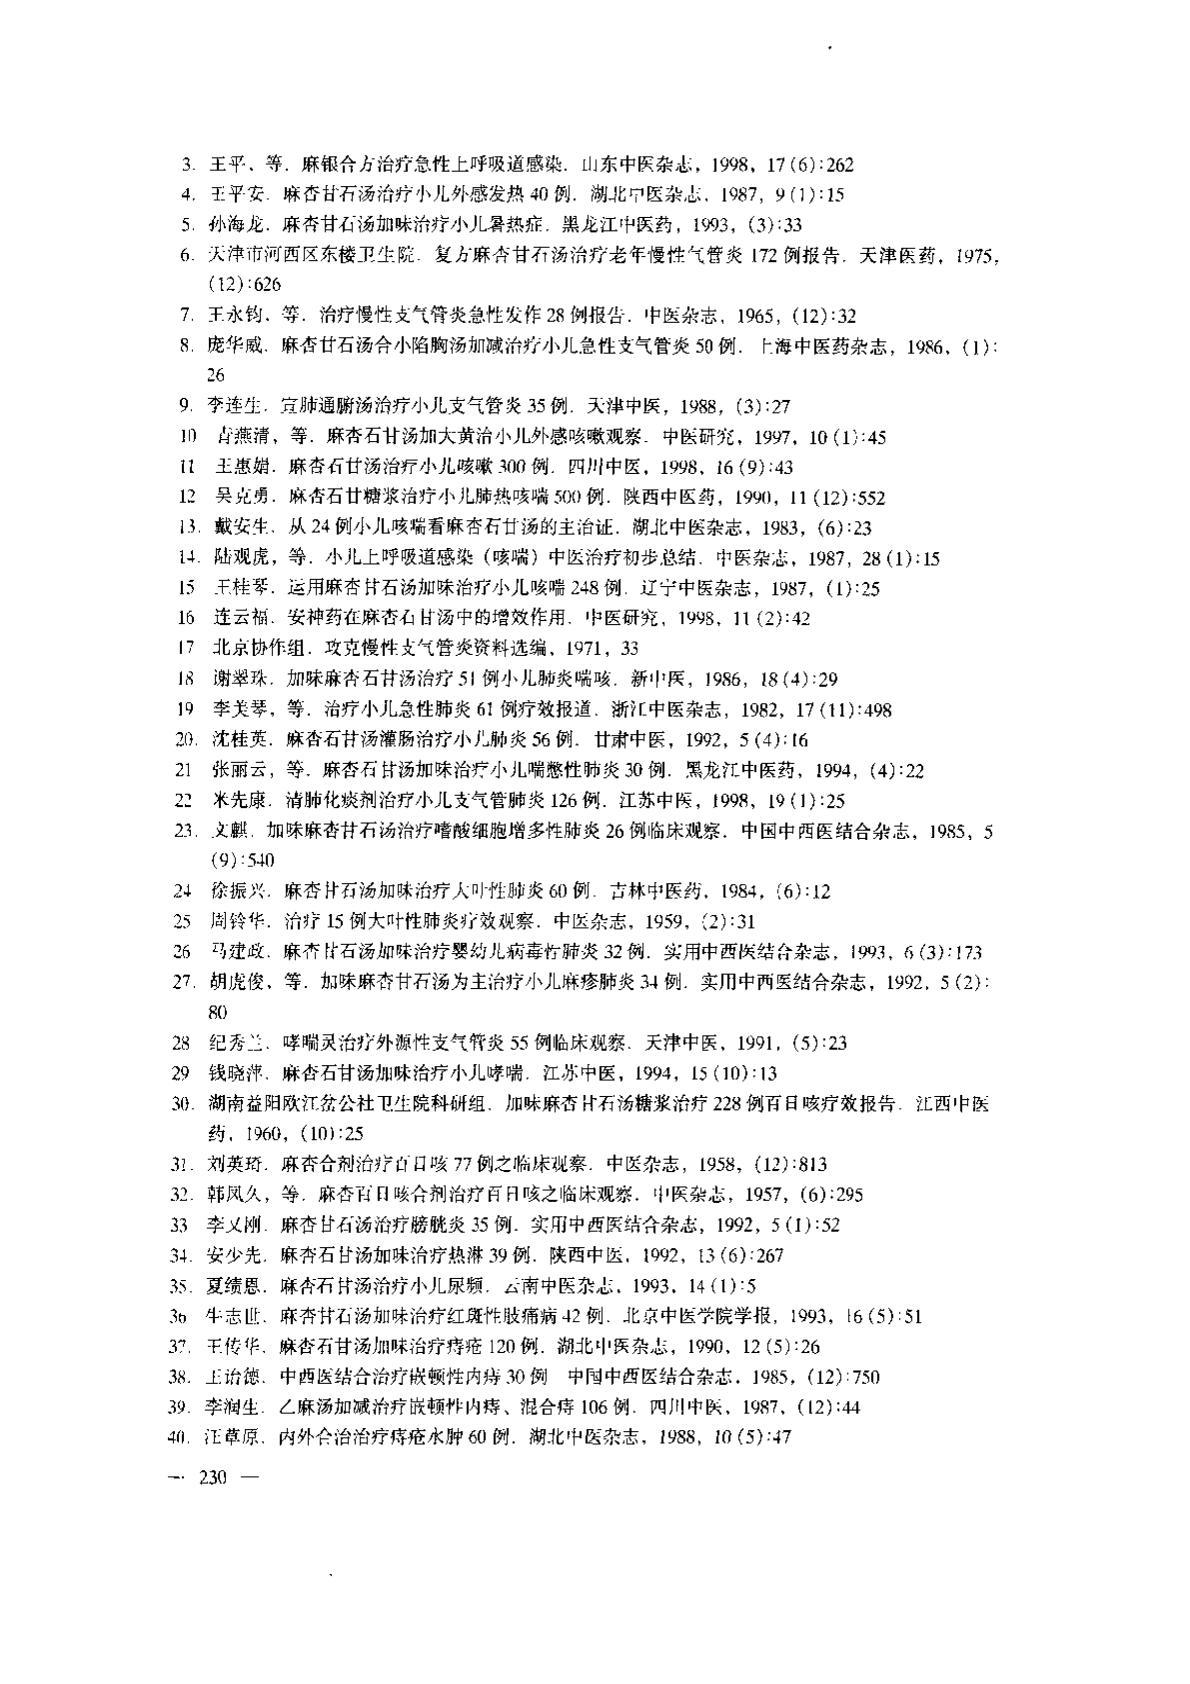 3. 王平、等. 麻银合方治疗急性上呼吸道感染. 山东中医杂志, 1998, 17(6):262
4. 王平安. 麻杏甘石汤治疗小儿外感发热 40 例. 湖北中医杂志, 1987, 9(1):15
5. 孙海龙. 麻杏甘石汤加味治疗小儿暑热症. 黑龙江中医药, 1993, (3):33
6. 天津市河西区东楼卫生院. 复方麻杏甘石汤治疗老年慢性气管炎 172 例报告. 天津医药, 1975,
(12):626
7. 王永钧、等. 治疗慢性支气管炎急性发作 28 例报告. 中医杂志, 1965, (12):32
8. 庞华威. 麻杏甘石汤合小陷胸汤加减治疗小儿急性支气管炎 50 例. 上海中医药杂志, 1986, (1):
26
9. 李连生. 宣肺通腑汤治疗小儿支气管炎 35 例. 天津中医, 1988, (3):27
10 燕清, 等. 麻杏石甘汤加大黄治小儿外感咳嗽观察. 中医研究, 1997, 10(1):45
11 王惠娟. 麻杏石甘汤治疗小儿咳嗽 300 例. 四川中医, 1998, 16(9):43
12 吴克勇. 麻杏石甘糖浆治疗小儿肺热咳喘 500 例. 陕西中医药, 1990, 11(12):552
13. 戴安生. 从 24 例小儿咳喘看麻杏石甘汤的主治证. 湖北中医杂志, 1983, (6):23
14. 陆观虎, 等. 小儿上呼吸道感染（咳喘）中医治疗初步总结. 中医杂志, 1987, 28(1):15
15 王桂琴. 运用麻杏甘石汤加味治疗小儿咳喘 248 例. 辽宁中医杂志, 1987, (1):25
16 连云福. 安神药在麻杏石甘汤中的增效作用. 中医研究, 1998, 11(2):42
17 北京协作组. 攻克慢性支气管炎资料选编, 1971, 33
18 谢翠珠. 加味麻杏石甘汤治疗 51 例小儿肺炎喘咳. 新中医, 1986, 18(4):29
19 李美琴, 等. 治疗小儿急性肺炎 61 例疗效报道. 浙江中医杂志, 1982, 17(11):498
20. 沈桂英. 麻杏石甘汤灌肠治疗小儿肺炎 56 例. 甘肃中医, 1992, 5(4):16
21 张丽云, 等. 麻杏石甘汤加味治疗小儿喘憋性肺炎 30 例. 黑龙江中医药, 1994, (4):22
22 米先康. 清肺化痰剂治疗小儿支气管肺炎 126 例. 江苏中医, 1998, 19(1):25
23. 文麒. 加味麻杏甘石汤治疗嗜酸细胞增多性肺炎 26 例临床观察. 中国中西医结合杂志, 1985, 5
(9):540
24 徐振兴. 麻杏甘石汤加味治疗大叶性肺炎 60 例. 吉林中医药, 1984, (6):12
25 周铃华. 治疗 15 例大叶性肺炎疗效观察. 中医杂志, 1959, (2):31
26 马建政. 麻杏甘石汤加味治疗婴幼儿病毒性肺炎 32 例. 实用中西医结合杂志, 1993, 6(3):173
27. 胡虎俊、等. 加味麻杏甘石汤为主治疗小儿麻疹肺炎 34 例. 实用中西医结合杂志, 1992, 5(2):
80
28 纪秀兰. 哮喘灵治疗外源性支气管炎 55 例临床观察. 天津中医, 1991, (5):23
29 钱晓萍. 麻杏石甘汤加味治疗小儿哮喘. 江苏中医, 1994, 15(10):13
30. 湖南益阳欧江岔公社卫生院科研组. 加味麻杏甘石汤糖浆治疗 228 例百日咳疗效报告. 江西中医
药, 1960, (10):25
31. 刘英琦. 麻杏合剂治疗百日咳 77 例之临床观察. 中医杂志, 1958, (12):813
32. 韩凤久, 等. 麻杏百日咳合剂治疗百日咳之临床观察. 中医杂志, 1957, (6):295
33 李义刚. 麻杏甘石汤治疗膀胱炎 35 例. 实用中西医结合杂志, 1992, 5(1):52
34. 安少先. 麻杏石甘汤加味治疗热淋 39 例. 陕西中医, 1992, 13(6):267
35. 夏绩恩. 麻杏石甘汤治疗小儿尿频. 云南中医杂志, 1993, 14(1):5
36 牛志世. 麻杏甘石汤加味治疗红斑性肢痛病 42 例. 北京中医学院学报, 1993, 16(5):51
37. 王传华. 麻杏石甘汤加味治疗痔疮 120 例. 湖北中医杂志, 1990, 12(5):26
38. 王诒德. 中西医结合治疗嵌顿性内痔 30 例 中国中西医结合杂志. 1985, (12):750
39. 李润生. 乙麻汤加减治疗嵌顿性内痔、混合痔 106 例. 四川中医, 1987, (12):44
40. 汪草原. 内外合治治疗痔疮水肿 60 例. 湖北中医杂志, 1988, 10(5):47
— 230 —